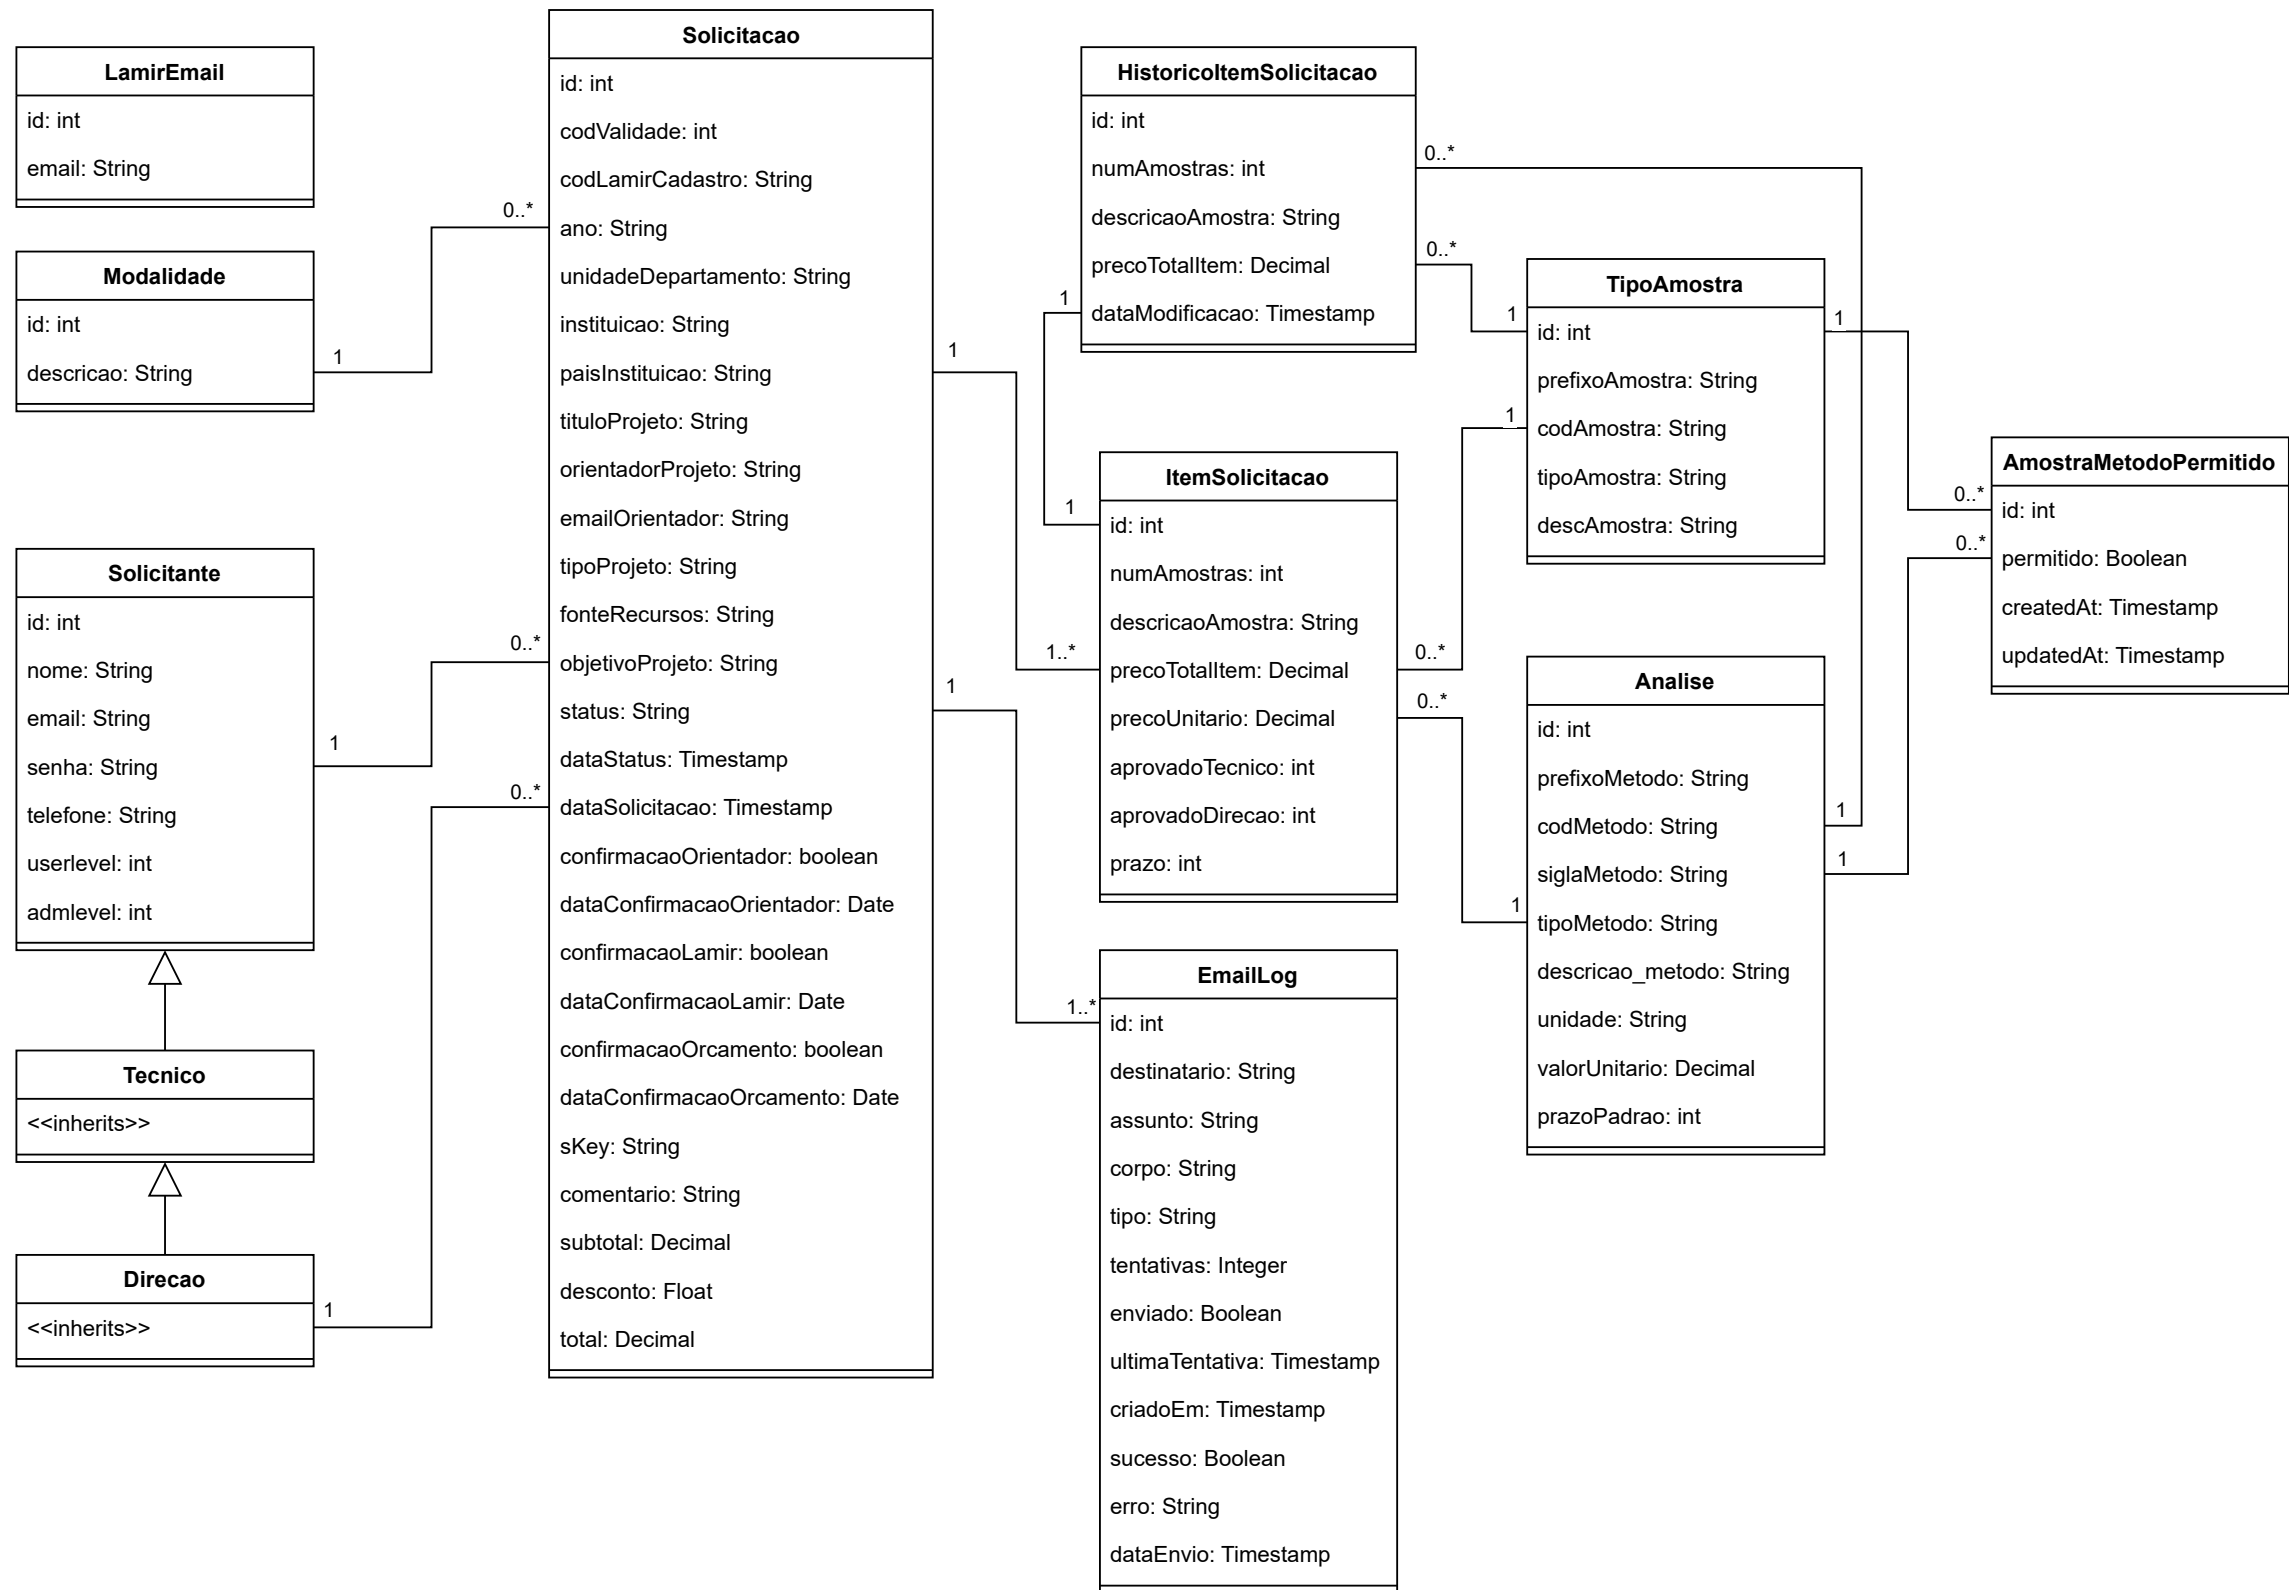 LamirEmail
id: int
email: String
Modalidade
id: int
descricao: String
1
0..*
Solicitante
id: int
nome: String
email: String
senha: String
telefone: String
userlevel: int
admlevel: int
1
0..*
Tecnico
<<inherits>>
Direcao
<<inherits>>
1
0..*
Solicitacao
id: int
codValidade: int
codLamirCadastro: String
ano: String
unidadeDepartamento: String
instituicao: String
paisInstituicao: String
tituloProjeto: String
orientadorProjeto: String
emailOrientador: String
tipoProjeto: String
fonteRecursos: String
objetivoProjeto: String
status: String
dataStatus: Timestamp
dataSolicitacao: Timestamp
confirmacaoOrientador: boolean
dataConfirmacaoOrientador: Date
confirmacaoLamir: boolean
dataConfirmacaoLamir: Date
confirmacaoOrcamento: boolean
dataConfirmacaoOrcamento: Date
sKey: String
comentario: String
subtotal: Decimal
desconto: Float
total: Decimal
1
1..*
1
1..*
HistoricoItemSolicitacao
id: int
numAmostras: int
descricaoAmostra: String
precoTotalItem: Decimal
dataModificacao: Timestamp
0..*
0..*
1
1
ItemSolicitacao
id: int
numAmostras: int
descricaoAmostra: String
precoTotalItem: Decimal
precoUnitario: Decimal
aprovadoTecnico: int
aprovadoDirecao: int
prazo: int
0..*
0..*
EmailLog
id: int
destinatario: String
assunto: String
corpo: String
tipo: String
tentativas: Integer
enviado: Boolean
ultimaTentativa: Timestamp
criadoEm: Timestamp
sucesso: Boolean
erro: String
dataEnvio: Timestamp
TipoAmostra
id: int
prefixoAmostra: String
codAmostra: String
tipoAmostra: String
descAmostra: String
1
1
1
Analise
id: int
prefixoMetodo: String
codMetodo: String
siglaMetodo: String
tipoMetodo: String
descricao_metodo: String
unidade: String
valorUnitario: Decimal
prazoPadrao: int
1
1
1
AmostraMetodoPermitido
id: int
permitido: Boolean
createdAt: Timestamp
updatedAt: Timestamp
0..*
0..*